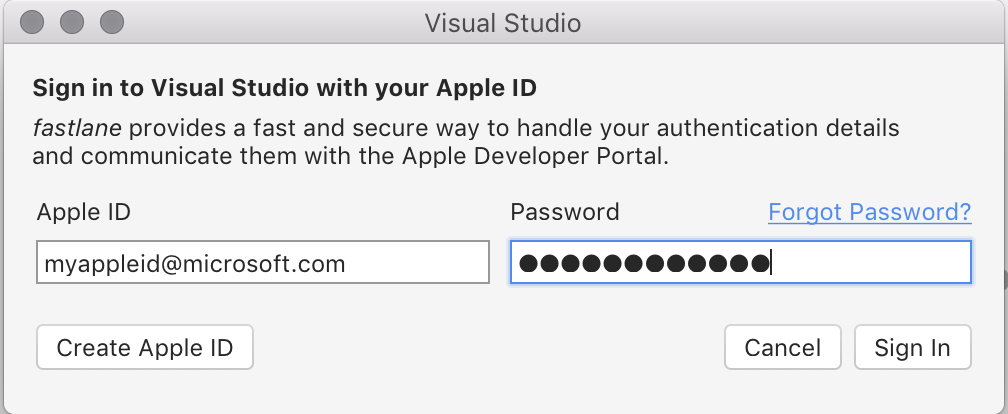 Visual Studio
Sign in to Visual Studio with your Apple ID
fastlane provides a fast and secure way to handle your authentication details
and communicate them with the Apple Developer Portal.
Apple ID
Password
Forgot Password?
myappleid@microsoft.com
●●●●●●●●●●●●
Create Apple ID
Cancel
Sign In